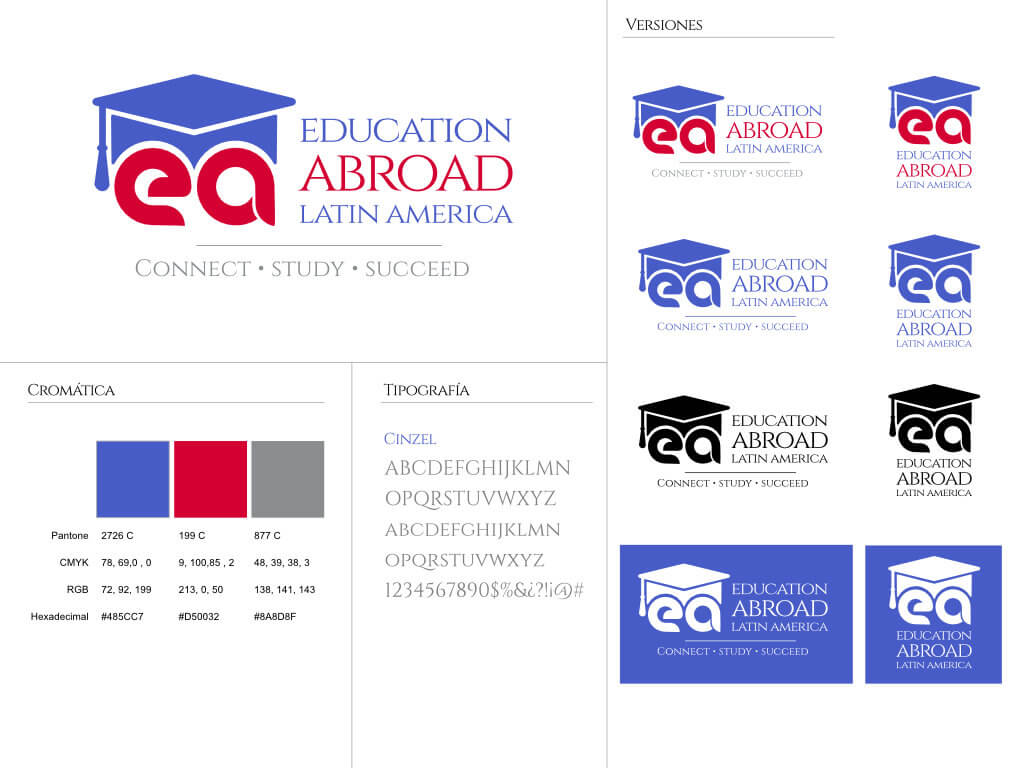 ea
EDUCATION
ABROAD
LATIN AMERICA
CONNECT • STUDY • SUCCEED
CROMÁTICA
Pantone 2726 C 199 C 877 C
CMYK 78, 69,0 , 0 9, 100,85 , 2 48, 39, 38, 3
RGB 72, 92, 199 213, 0, 50 138, 141, 143
Hexadecimal #485CC7 #D50032 #8A8D8F
TIPOGRAFÍA
CINZEL
ABCDEFGHIJKLMN
OPQRSTUVWXYZ
ABCDEFGHIJKLMN
OPQRSTUVWXYZ
1234567890$%&¿?!¡@#
VERSIONES
ea
EDUCATION
ABROAD
LATIN AMERICA
CONNECT • STUDY • SUCCEED
ea
EDUCATION
ABROAD
LATIN AMERICA
ea
EDUCATION
ABROAD
LATIN AMERICA
CONNECT • STUDY • SUCCEED
ea
EDUCATION
ABROAD
LATIN AMERICA
ea
EDUCATION
ABROAD
LATIN AMERICA
CONNECT • STUDY • SUCCEED
ea
EDUCATION
ABROAD
LATIN AMERICA
ea
EDUCATION
ABROAD
LATIN AMERICA
CONNECT • STUDY • SUCCEED
ea
EDUCATION
ABROAD
LATIN AMERICA